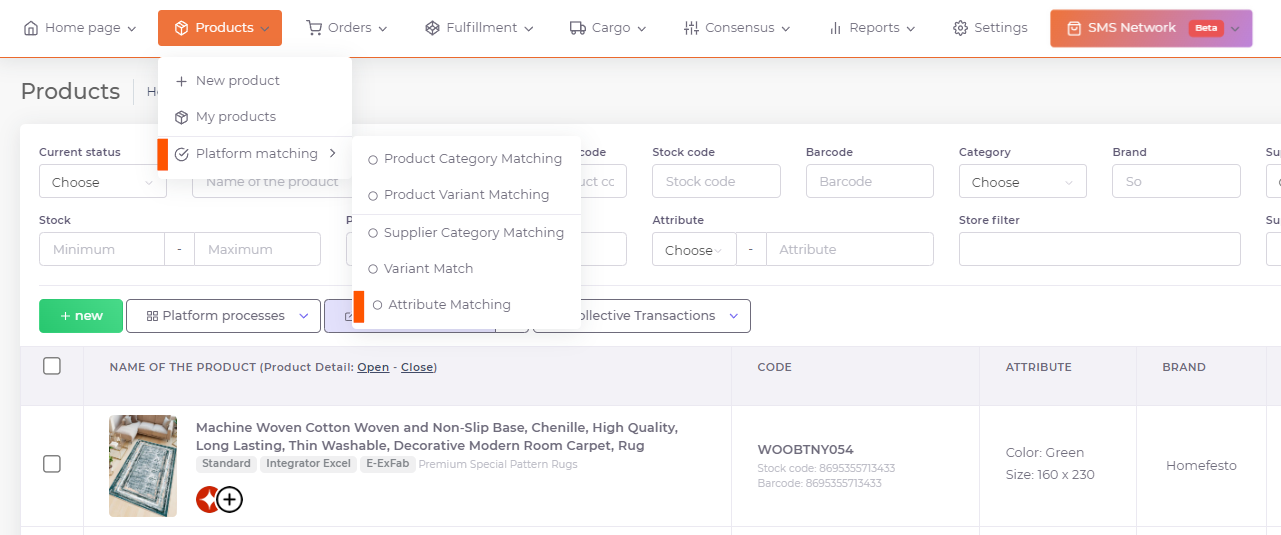 Home page
Products
Orders
Fulfillment
Cargo
Consensus
Reports
Settings
SMS Network Beta
New product
My products
Platform matching
Product Category Matching
Product Variant Matching
Supplier Category Matching
Variant Match
Attribute Matching
Products
Current status
code
Stock code
Barcode
Category
Brand
Choose
Name of the product
Stock code
Barcode
Choose
So
Stock
Attribute
Store filter
Minimum - Maximum
Choose - Attribute
+ new
Platform processes
ollective Transactions
NAME OF THE PRODUCT (Product Detail: Open - Close)
CODE
ATTRIBUTE
BRAND
Machine Woven Cotton Woven and Non-Slip Base, Chenille, High Quality,
Long Lasting, Thin Washable, Decorative Modern Room Carpet, Rug
Standard Integrator Excel E-ExFab Premium Special Pattern Rugs
WOOBTNY054
Stock code: 8695355713433
Barcode: 8695355713433
Color: Green
Size: 160 x 230
Homefesto